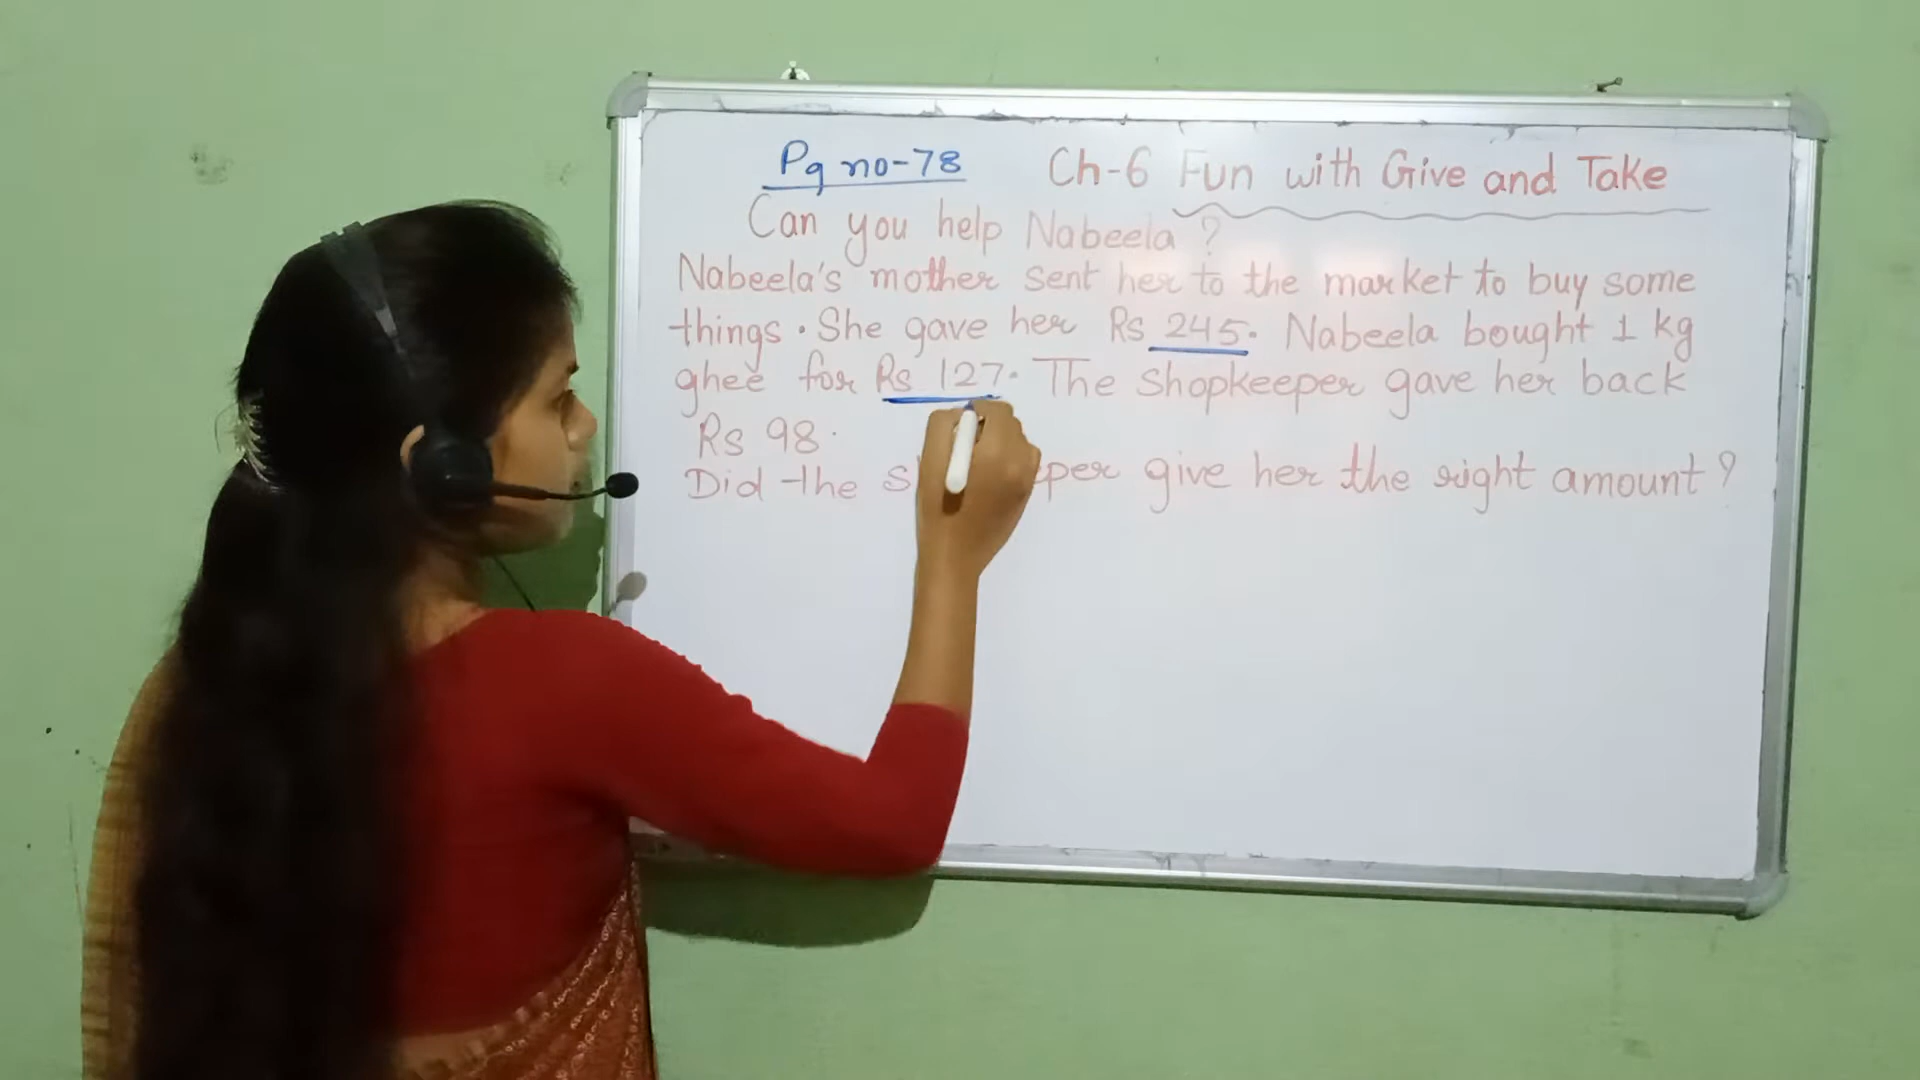 Pg no-78 Ch-6 Fun with Give and Take
Can you help Nabeela ?
Nabeela's mother sent her to the market to buy some
things. She gave her Rs 245. Nabeela bought 1 kg
ghee for Rs 127. The shopkeeper gave her back
Rs 98.
Did the give her the right amount ?